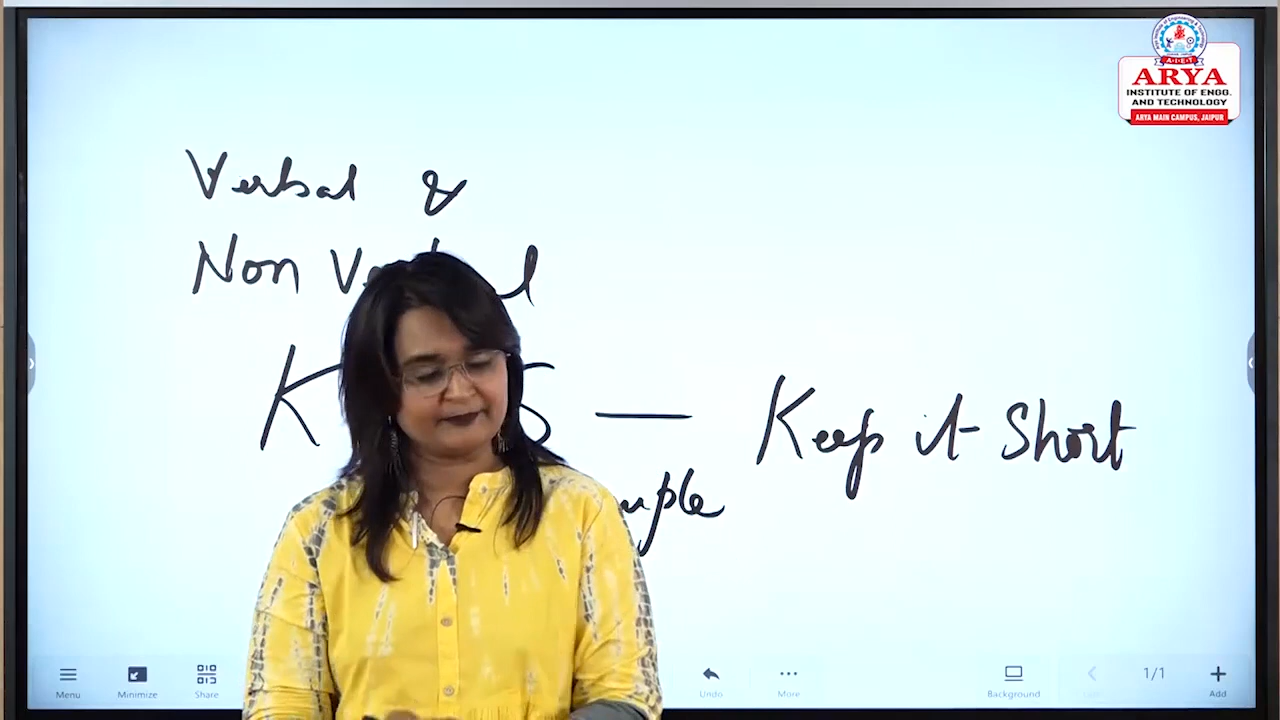 ARYA
INSTITUTE OF ENGG.
AND TECHNOLOGY
ARYA MAIN CAMPUS, JAIPUR
A.I.E.T.
Verbal &
Non
K S — Keep it Short
Menu
Minimize
Share
Undo
More
Background
1/1
Add